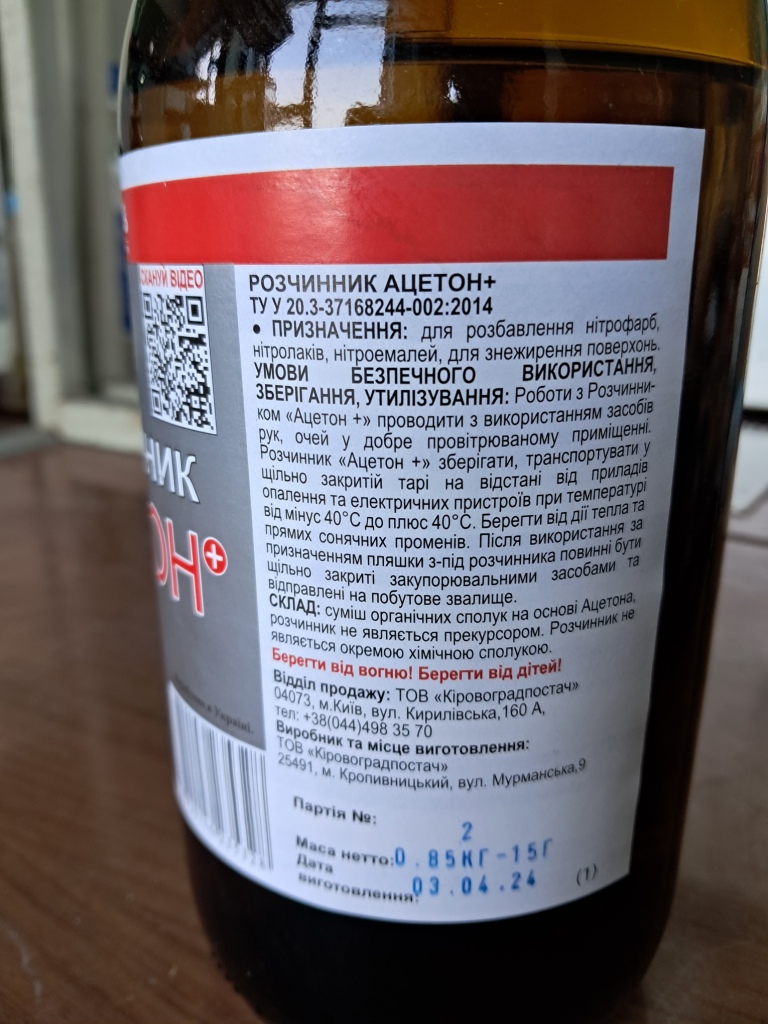 СКАНУЙ ВІДЕО
РОЗЧИННИК АЦЕТОН+
ТУ У 20.3-37168244-002:2014
• ПРИЗНАЧЕННЯ: для розбавлення нітрофарб,
нітролаків, нітроемалей, для знежирення поверхонь.
УМОВИ БЕЗПЕЧНОГО ВИКОРИСТАННЯ,
ЗБЕРІГАННЯ, УТИЛІЗУВАННЯ: Роботи з Розчинни-
ком «Ацетон +» проводити з використанням засобів
рук, очей у добре провітрюваному приміщенні.
Розчинник «Ацетон +» зберігати, транспортувати у
щільно закритій тарі на відстані від приладів
опалення та електричних пристроїв при температурі
від мінус 40°С до плюс 40°С. Берегти від дії тепла та
прямих сонячних променів. Після використання за
призначенням пляшки з-під розчинника повинні бути
щільно закриті закупорювальними засобами та
відправлені на побутове звалище.
СКЛАД: суміш органічних сполук на основі Ацетона,
розчинник не являється прекурсором. Розчинник не
являється окремою хімічною сполукою.
Берегти від вогню! Берегти від дітей!
Відділ продажу: ТОВ «Кіровоградпостач»
04073, м.Київ, вул. Кирилівська,160 А,
тел: +38(044)498 35 70
Виробник та місце виготовлення:
ТОВ «Кіровоградпостач»
25491, м. Кропивницький, вул. Мурманська,9
Партія №: 2
Маса нетто: 0.85КГ-15Г
Дата
виготовлення: 03.04.24
(1)
НИК
ОН+
в Україні.